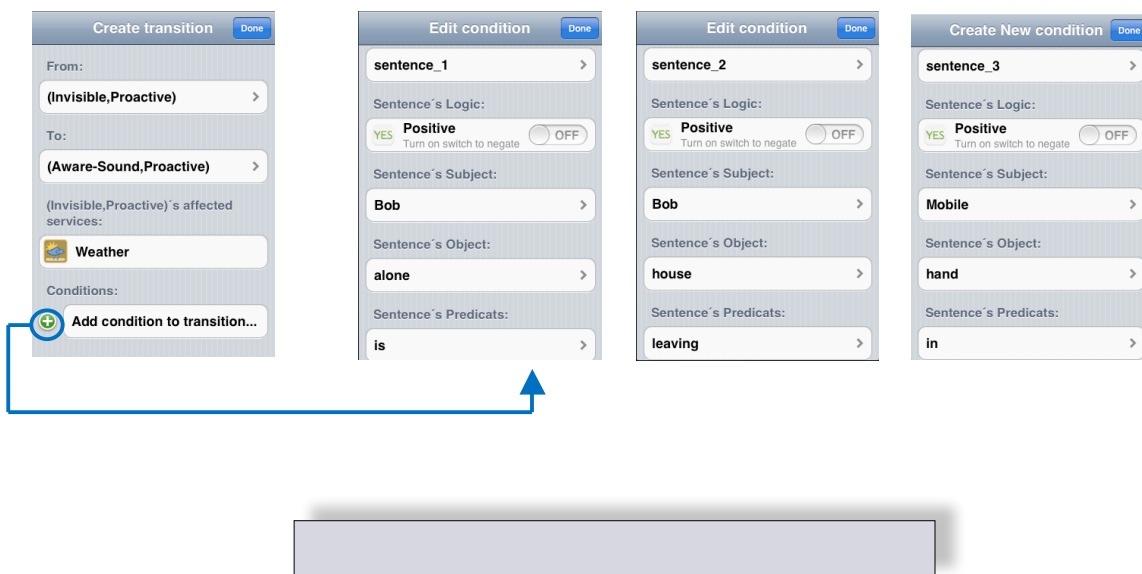 Create transition
Done
From:
(Invisible,Proactive)
To:
(Aware-Sound,Proactive)
(Invisible,Proactive)´s affected
services:
Weather
Conditions:
Add condition to transition...
Edit condition
Done
sentence_1
Sentence´s Logic:
YES Positive OFF
Turn on switch to negate
Sentence´s Subject:
Bob
Sentence´s Object:
alone
Sentence´s Predicats:
is
Edit condition
Done
sentence_2
Sentence´s Logic:
YES Positive OFF
Turn on switch to negate
Sentence´s Subject:
Bob
Sentence´s Object:
house
Sentence´s Predicats:
leaving
Create New condition
Done
sentence_3
Sentence´s Logic:
YES Positive OFF
Turn on switch to negate
Sentence´s Subject:
Mobile
Sentence´s Object:
hand
Sentence´s Predicats:
in